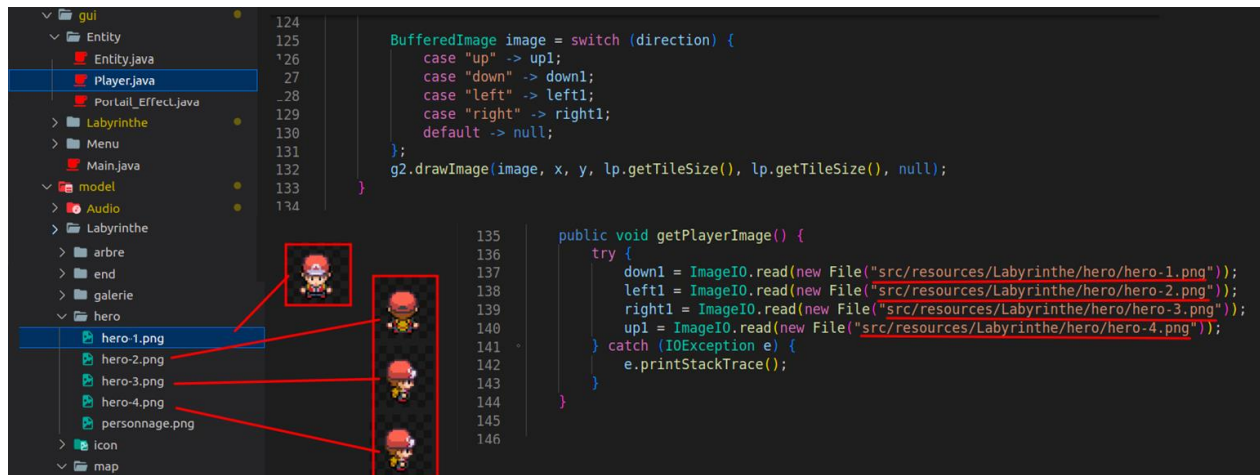 gui
Entity
Entity.java
Player.java
Portail_Effect.java
Labyrinthe
Menu
Main.java
model
Audio
Labyrinthe
arbre
end
galerie
hero
hero-1.png
hero-2.png
hero-3.png
hero-4.png
personnage.png
icon
map
124
125 BufferedImage image = switch (direction) {
126 case "up" -> up1;
27 case "down" -> down1;
28 case "left" -> left1;
129 case "right" -> right1;
130 default -> null;
131 };
132 g2.drawImage(image, x, y, lp.getTileSize(), lp.getTileSize(), null);
133 }
134
135 public void getPlayerImage() {
136 try {
137 down1 = ImageIO.read(new File("src/resources/Labyrinthe/hero/hero-1.png"));
138 left1 = ImageIO.read(new File("src/resources/Labyrinthe/hero/hero-2.png"));
139 right1 = ImageIO.read(new File("src/resources/Labyrinthe/hero/hero-3.png"));
140 up1 = ImageIO.read(new File("src/resources/Labyrinthe/hero/hero-4.png"));
141 } catch (IOException e) {
142 e.printStackTrace();
143 }
144 }
145
146